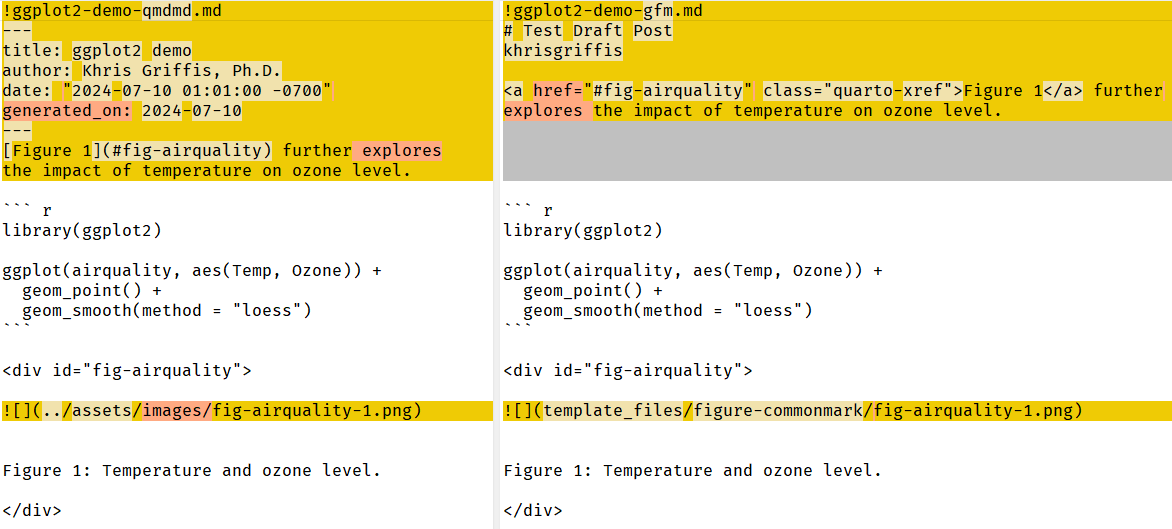 !ggplot2-demo-qmdmd.md
---
title: ggplot2 demo
author: Khris Griffis, Ph.D.
date: "2024-07-10 01:01:00 -0700"
generated_on: 2024-07-10
---
[Figure 1](#fig-airquality) further explores
the impact of temperature on ozone level.

``` r
library(ggplot2)

ggplot(airquality, aes(Temp, Ozone)) +
  geom_point() +
  geom_smooth(method = "loess")
```

<div id="fig-airquality">

![](../assets/images/fig-airquality-1.png)

Figure 1: Temperature and ozone level.

</div>

!ggplot2-demo-gfm.md
# Test Draft Post
khrisgriffis

<a href="#fig-airquality" class="quarto-xref">Figure 1</a> further
explores the impact of temperature on ozone level.

``` r
library(ggplot2)

ggplot(airquality, aes(Temp, Ozone)) +
  geom_point() +
  geom_smooth(method = "loess")
```

<div id="fig-airquality">

![](template_files/figure-commonmark/fig-airquality-1.png)

Figure 1: Temperature and ozone level.

</div>